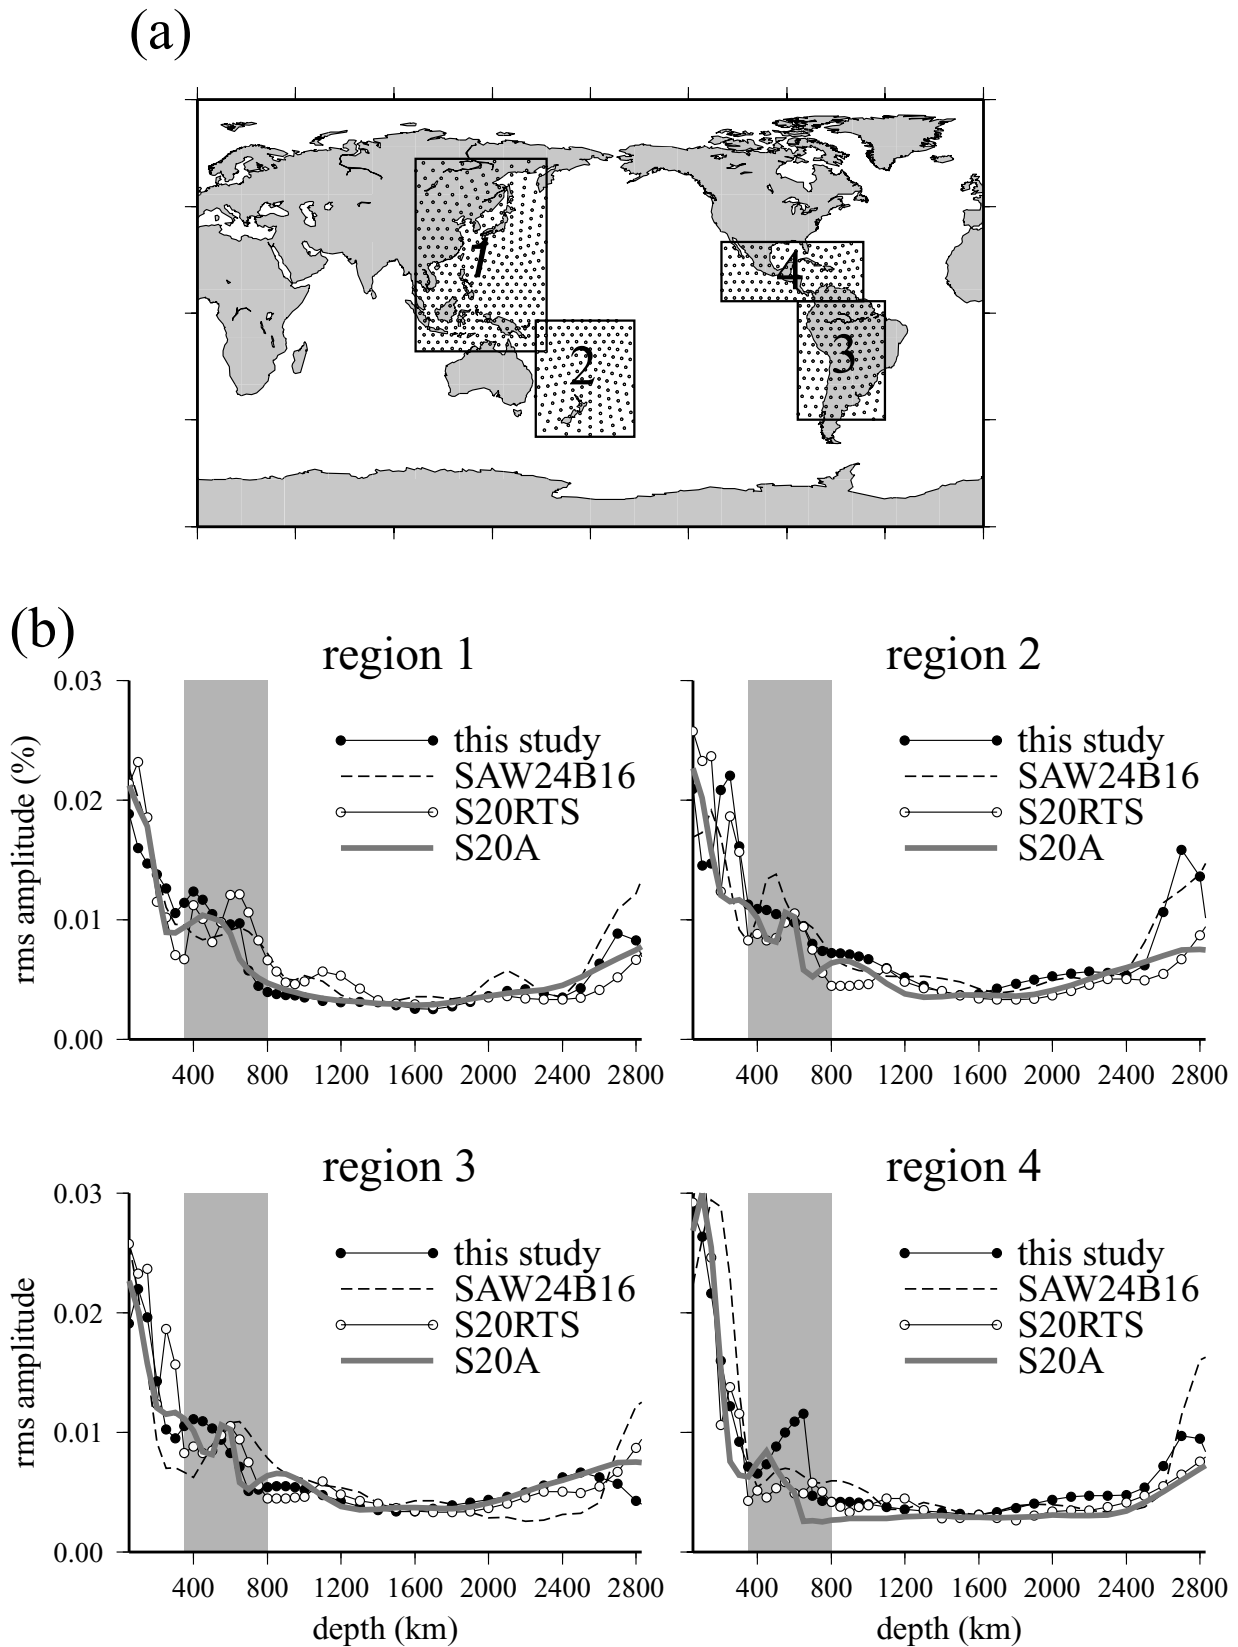 (a)
1
2
3
4
(b)
region 1
0.03
0.02
0.01
0.00
rms amplitude (%)
this study
SAW24B16
S20RTS
S20A
400 800 1200 1600 2000 2400 2800
region 2
this study
SAW24B16
S20RTS
S20A
400 800 1200 1600 2000 2400 2800
region 3
0.03
0.02
0.01
0.00
rms amplitude
this study
SAW24B16
S20RTS
S20A
400 800 1200 1600 2000 2400 2800
depth (km)
region 4
this study
SAW24B16
S20RTS
S20A
400 800 1200 1600 2000 2400 2800
depth (km)